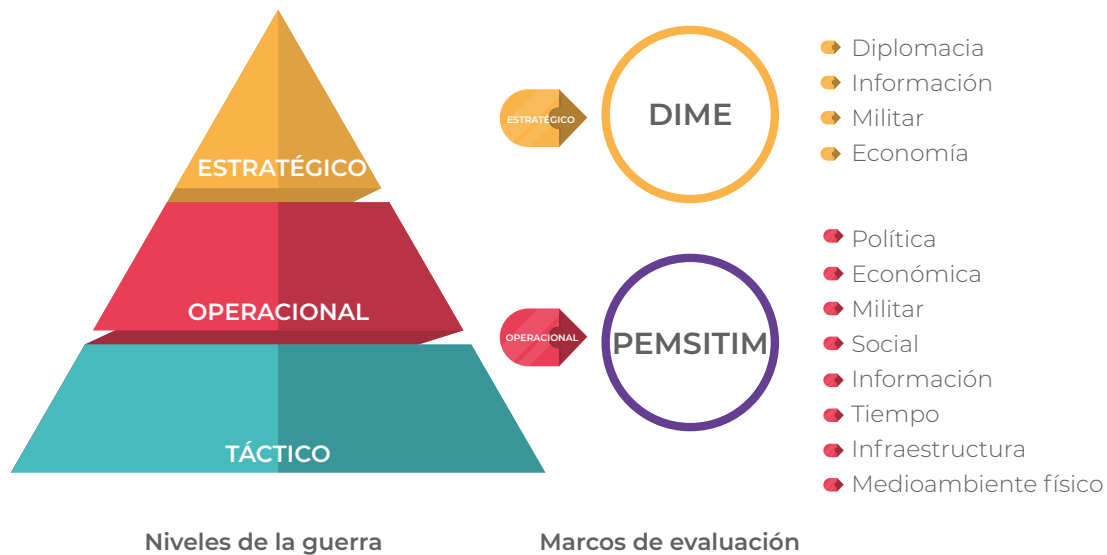 ESTRATÉGICO
OPERACIONAL
TÁCTICO
Niveles de la guerra
ESTRATÉGICO
DIME
Diplomacia
Información
Militar
Economía
OPERACIONAL
PEMSITIM
Política
Económica
Militar
Social
Información
Tiempo
Infraestructura
Medioambiente físico
Marcos de evaluación